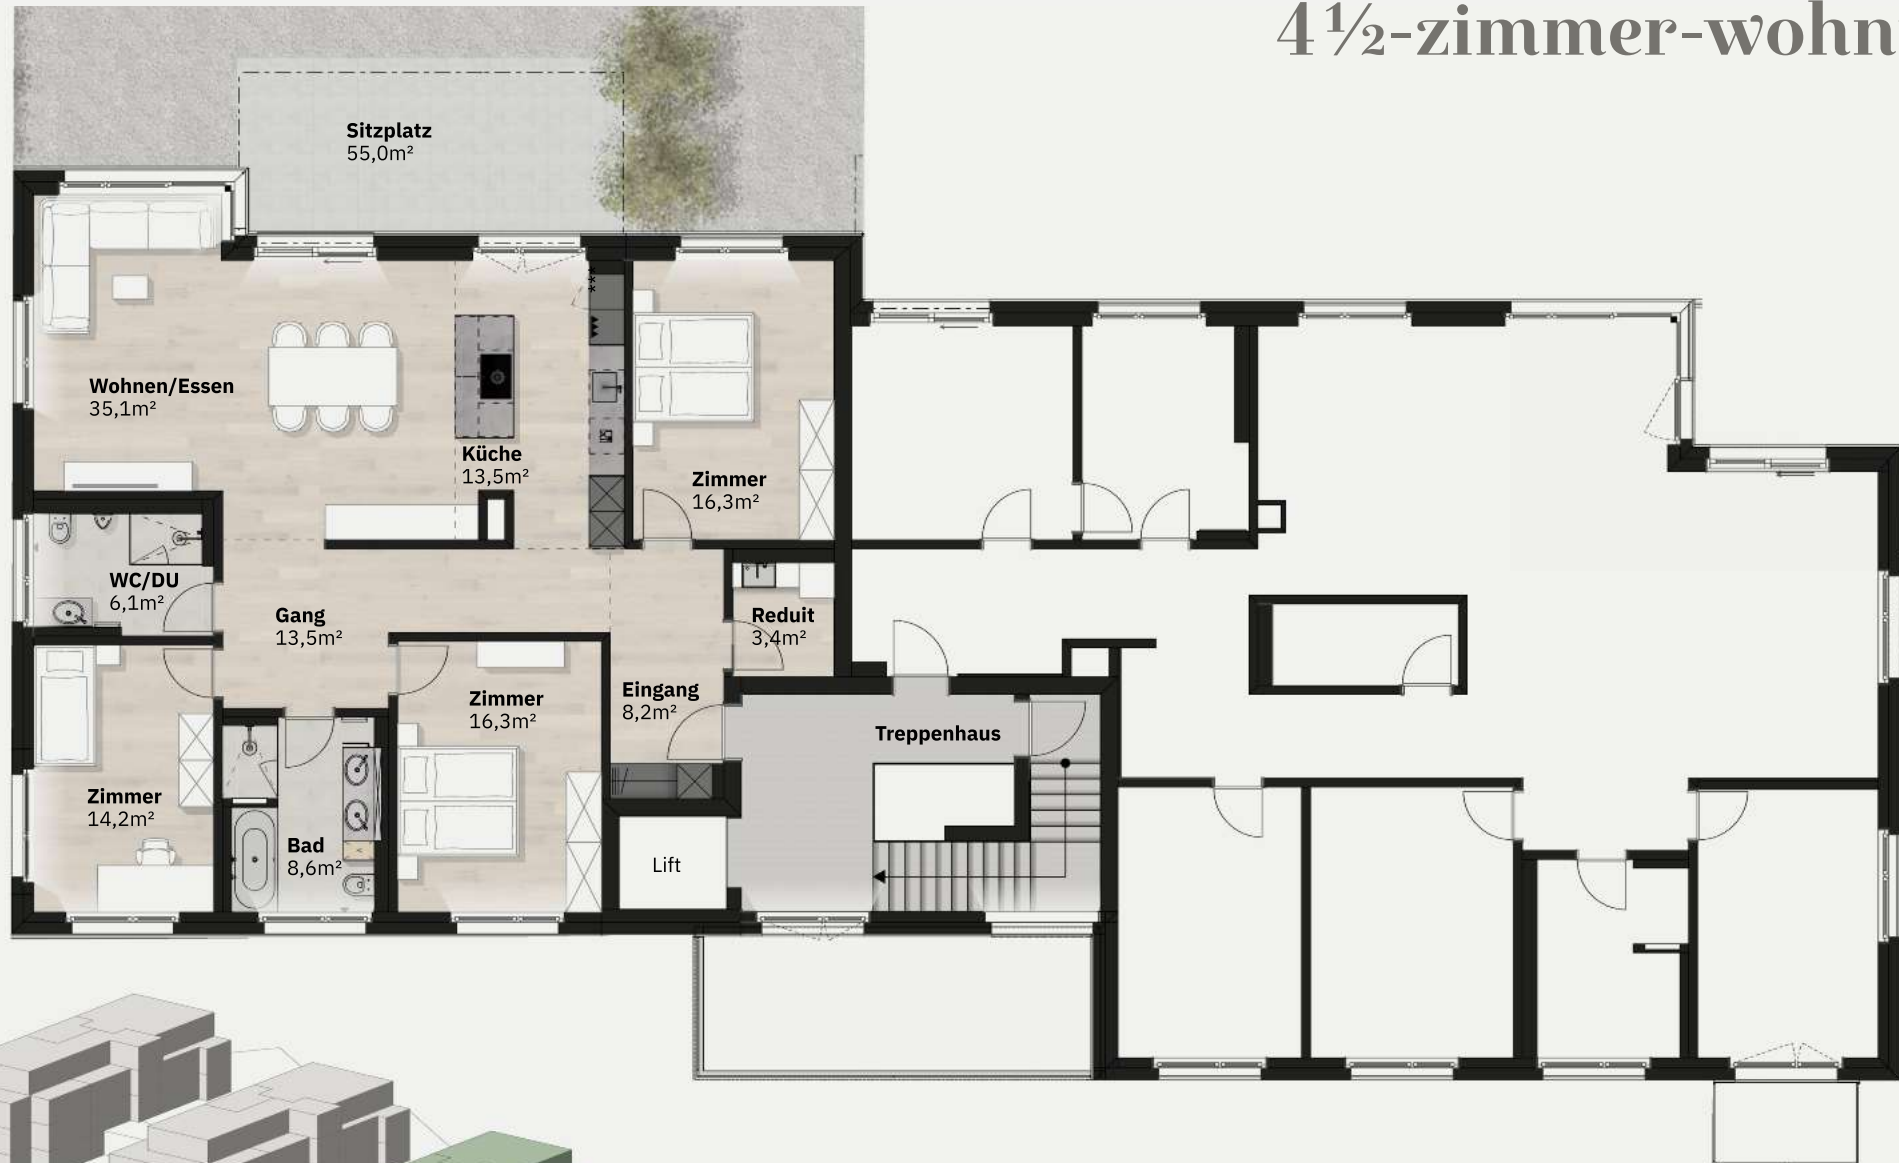 4½-zimmer-wohn
Sitzplatz
55,0m²
Wohnen/Essen
35,1m²
Küche
13,5m²
Zimmer
16,3m²
WC/DU
6,1m²
Gang
13,5m²
Reduit
3,4m²
Zimmer
16,3m²
Eingang
8,2m²
Treppenhaus
Zimmer
14,2m²
Bad
8,6m²
Lift